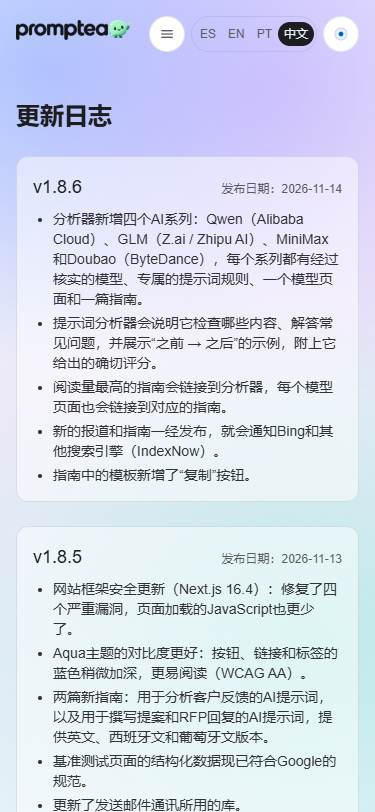 promptea
ES EN PT 中文
更新日志
v1.8.6
发布日期：2026-11-14
• 分析器新增四个AI系列：Qwen（Alibaba
Cloud）、GLM（Z.ai / Zhipu AI）、MiniMax
和Doubao（ByteDance），每个系列都有经过
核实的模型、专属的提示词规则、一个模型页
面和一篇指南。
• 提示词分析器会说明它检查哪些内容、解答常
见问题，并展示“之前 → 之后”的示例，附上它
给出的确切评分。
• 阅读量最高的指南会链接到分析器，每个模型
页面也会链接到对应的指南。
• 新的报道和指南一经发布，就会通知Bing和其
他搜索引擎（IndexNow）。
• 指南中的模板新增了“复制”按钮。
v1.8.5
发布日期：2026-11-13
• 网站框架安全更新（Next.js 16.4）：修复了四
个严重漏洞，页面加载的JavaScript也更少
了。
• Aqua主题的对比度更好：按钮、链接和标签的
蓝色稍微加深，更易阅读（WCAG AA）。
• 两篇新指南：用于分析客户反馈的AI提示词，
以及用于撰写提案和RFP回复的AI提示词，提
供英文、西班牙文和葡萄牙文版本。
• 基准测试页面的结构化数据现已符合Google的
规范。
• 更新了发送邮件通讯所用的库。